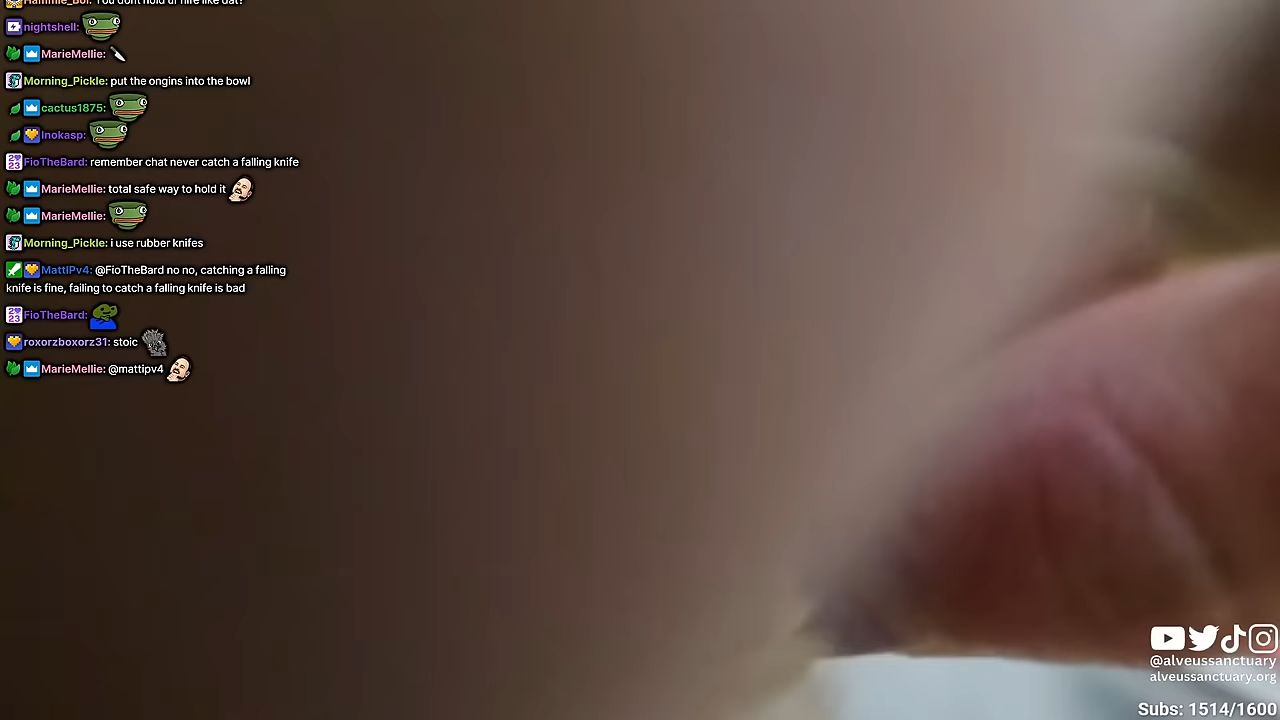 nightshell:
MarieMellie:
Morning_Pickle: put the ongins into the bowl
cactus1875:
Inokasp:
FioTheBard: remember chat never catch a falling knife
MarieMellie: total safe way to hold it
MarieMellie:
Morning_Pickle: i use rubber knifes
MattIPv4: @FioTheBard no no, catching a falling
knife is fine, failing to catch a falling knife is bad
FioTheBard:
roxorzboxorz31: stoic
MarieMellie: @mattipv4
@alveussanctuary
alveussanctuary.org
Subs: 1514/1600